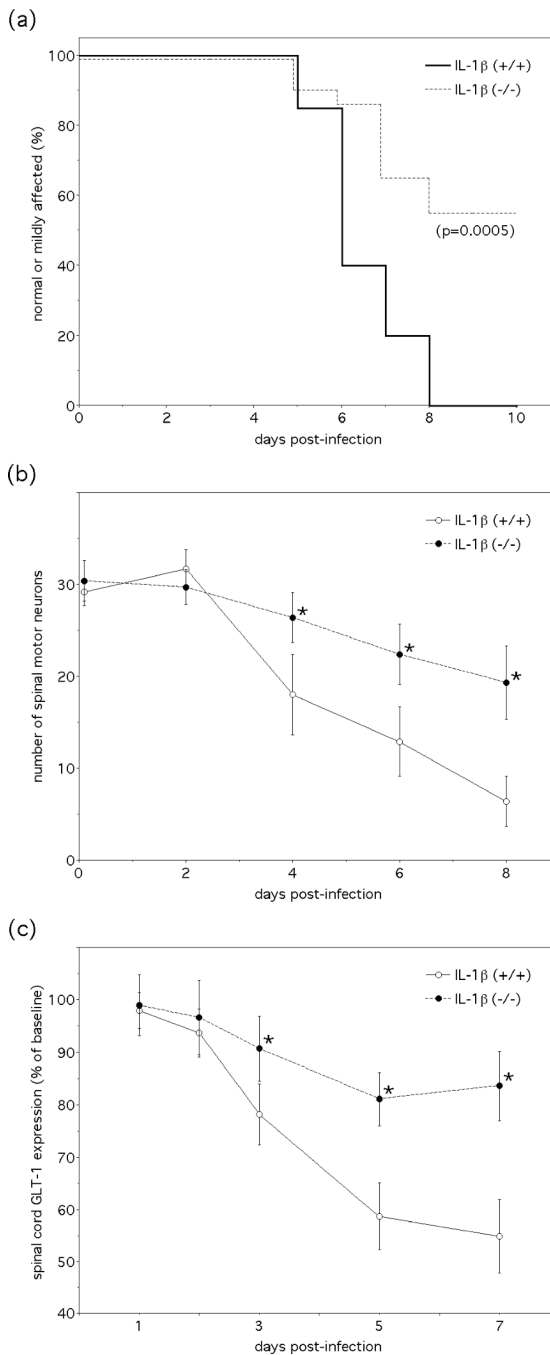 (a)
IL-1β (+/+)
IL-1β (-/-)
100
80
60
40
20
0
(p=0.0005)
normal or mildly affected (%)
0 2 4 6 8 10
days post-infection
(b)
IL-1β (+/+)
IL-1β (-/-)
30
20
10
0
* * *
number of spinal motor neurons
0 2 4 6 8
days post-infection
(c)
IL-1β (+/+)
IL-1β (-/-)
100
90
80
70
60
50
40
* * *
spinal cord GLT-1 expression (% of baseline)
1 3 5 7
days post-infection